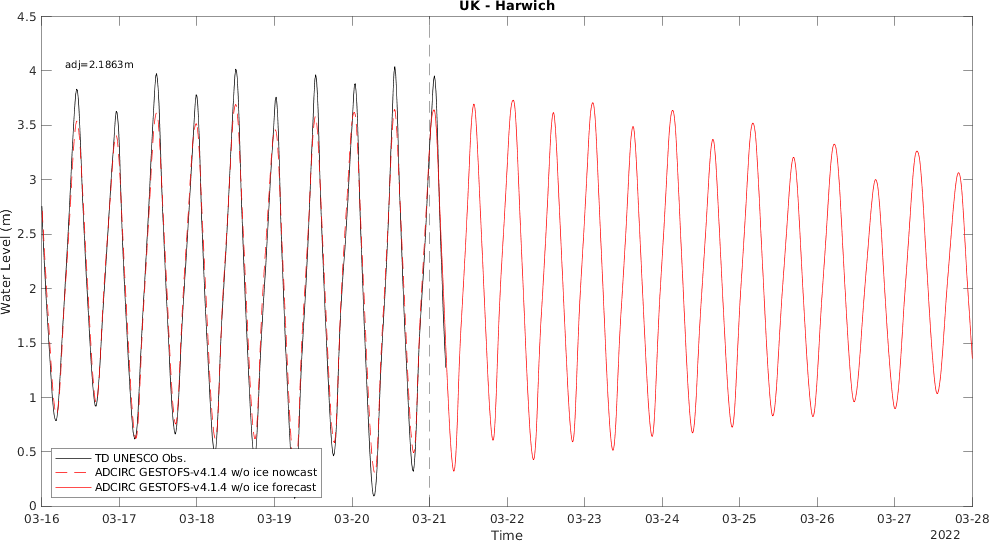 UK - Harwich
adj=2.1863m
Water Level (m)
4.5
4
3.5
3
2.5
2
1.5
1
0.5
0
TD UNESCO Obs.
ADCIRC GESTOFS-v4.1.4 w/o ice nowcast
ADCIRC GESTOFS-v4.1.4 w/o ice forecast
03-16 03-17 03-18 03-19 03-20 03-21 03-22 03-23 03-24 03-25 03-26 03-27 03-28
Time
2022